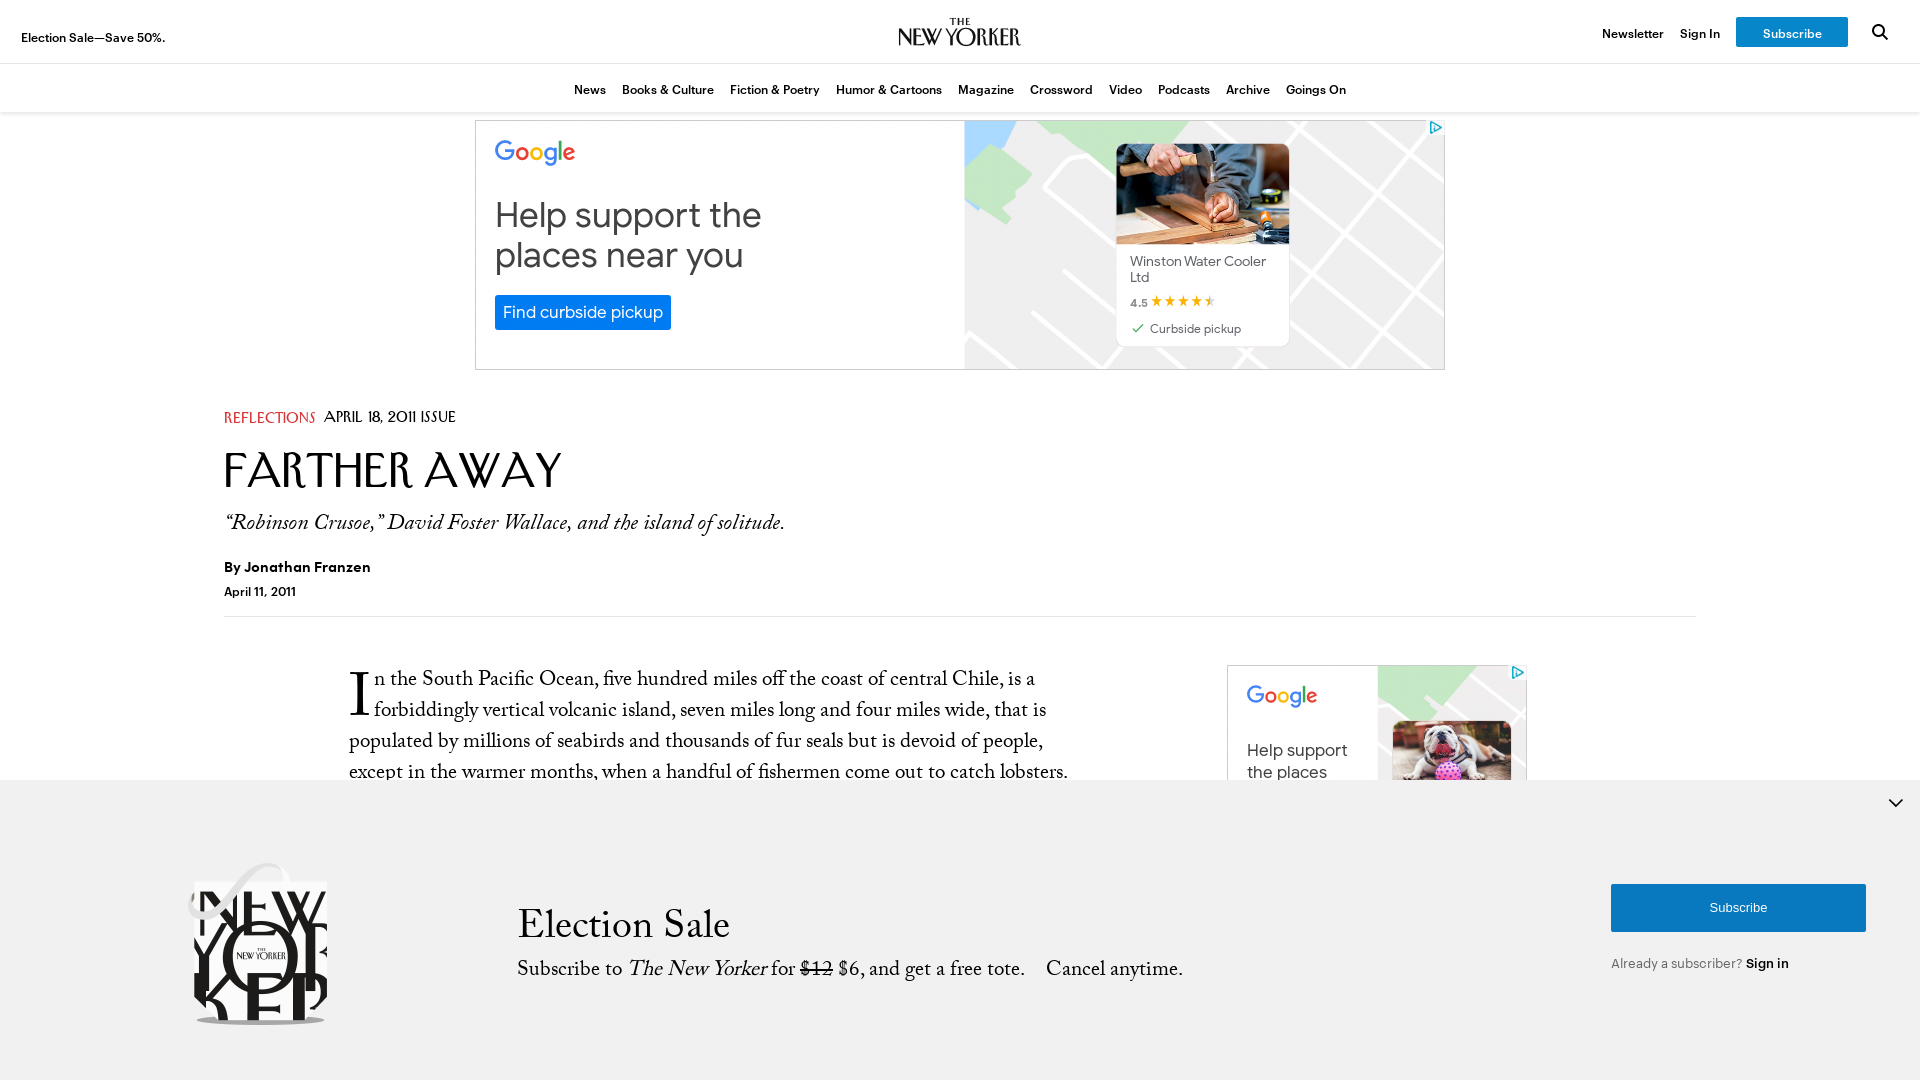 Election Sale—Save 50%.
THE
NEW YORKER
Newsletter
Sign In
Subscribe
News
Books & Culture
Fiction & Poetry
Humor & Cartoons
Magazine
Crossword
Video
Podcasts
Archive
Goings On
Google
Help support the
places near you
Find curbside pickup
Winston Water Cooler
Ltd
4.5
Curbside pickup
REFLECTIONS
APRIL 18, 2011 ISSUE
FARTHER AWAY
“Robinson Crusoe,” David Foster Wallace, and the island of solitude.
By Jonathan Franzen
April 11, 2011
In the South Pacific Ocean, five hundred miles off the coast of central Chile, is a
forbiddingly vertical volcanic island, seven miles long and four miles wide, that is
populated by millions of seabirds and thousands of fur seals but is devoid of people,
except in the warmer months, when a handful of fishermen come out to catch lobsters.
Google
Help support
the places
NEW
YOR
KER
THE
NEW YORKER
Election Sale
Subscribe to The New Yorker for $12 $6, and get a free tote. Cancel anytime.
Subscribe
Already a subscriber? Sign in